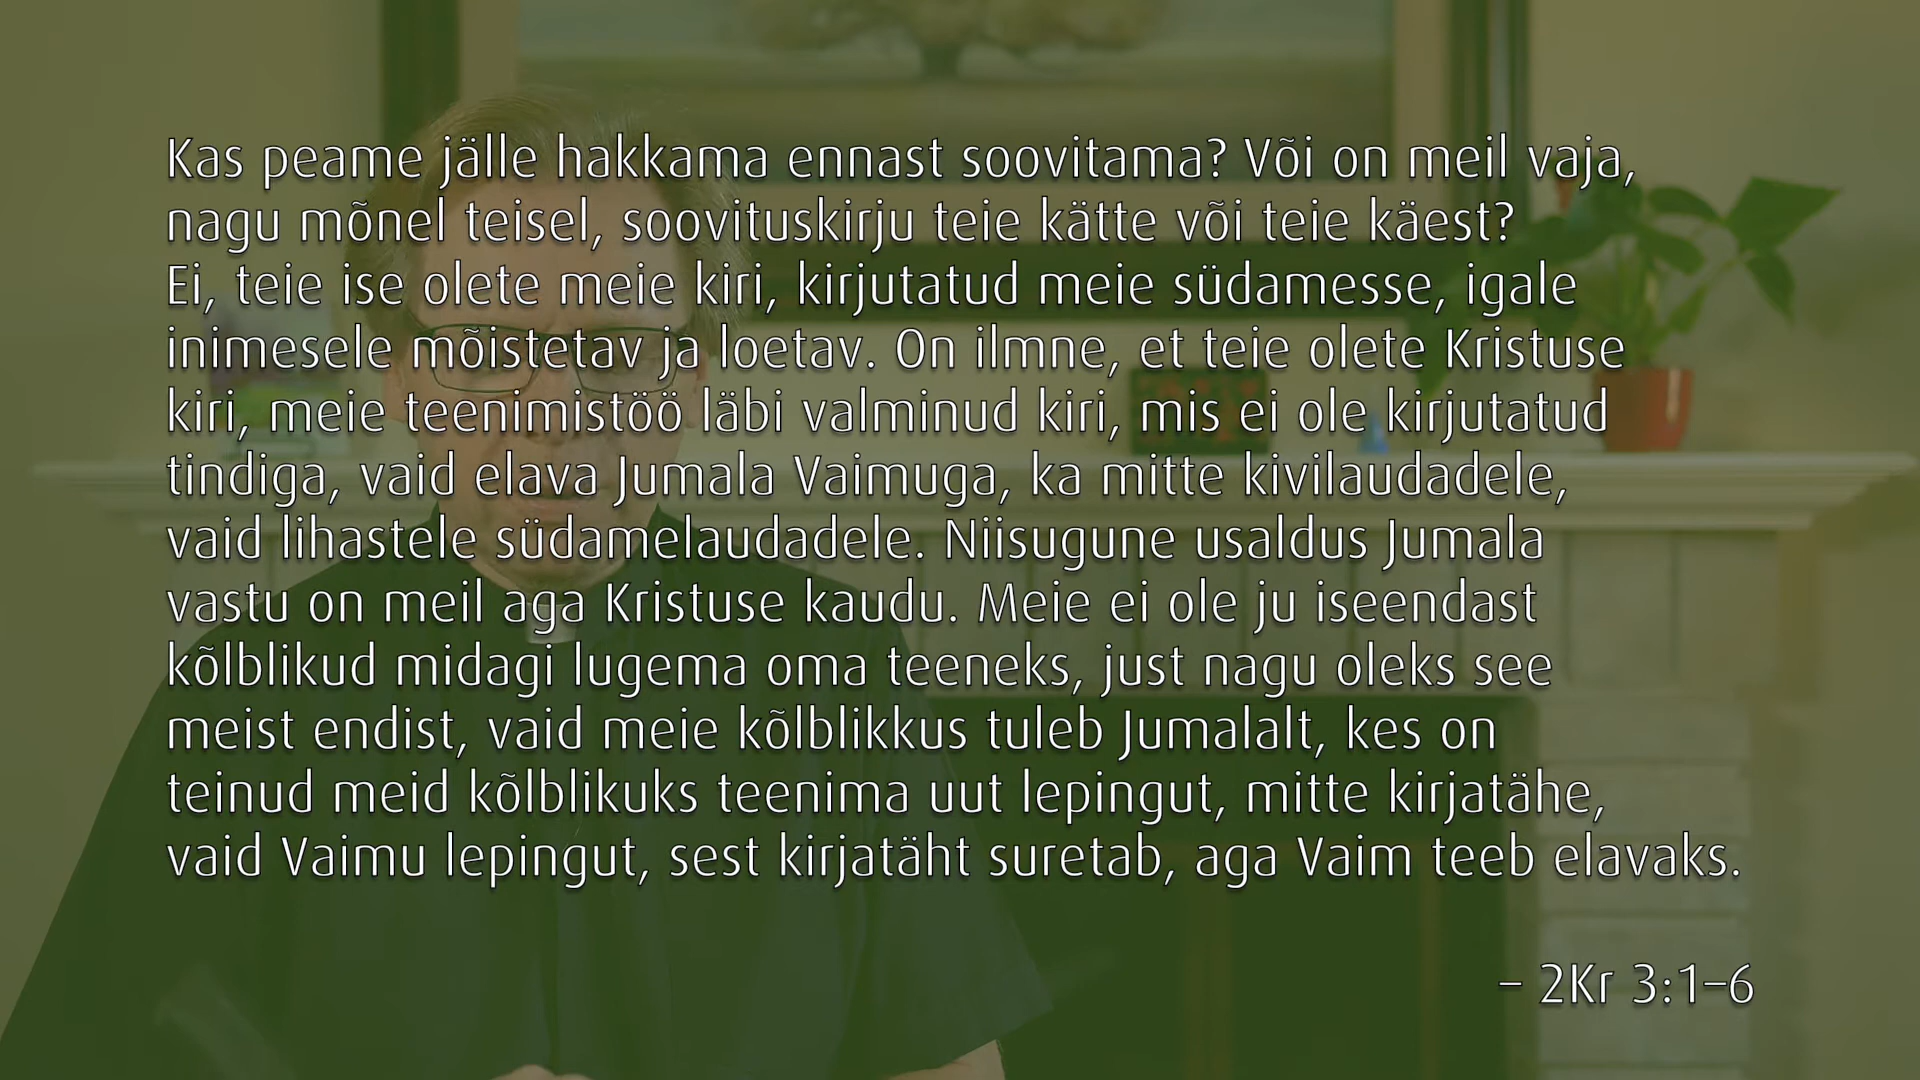 Kas peame jälle hakkama ennast soovitama? Või on meil vaja,
nagu mõnel teisel, soovituskirju teie kätte või teie käest?
Ei, teie ise olete meie kiri, kirjutatud meie südamesse, igale
inimesele mõistetav ja loetav. On ilmne, et teie olete Kristuse
kiri, meie teenimistöö läbi valminud kiri, mis ei ole kirjutatud
tindiga, vaid elava Jumala Vaimuga, ka mitte kivilaudadele,
vaid lihastele südamelaudadele. Niisugune usaldus Jumala
vastu on meil aga Kristuse kaudu. Meie ei ole ju iseendast
kõlblikud midagi lugema oma teeneks, just nagu oleks see
meist endist, vaid meie kõlblikkus tuleb Jumalalt, kes on
teinud meid kõlblikuks teenima uut lepingut, mitte kirjatähe,
vaid Vaimu lepingut, sest kirjatäht suretab, aga Vaim teeb elavaks.
– 2Kr 3:1–6